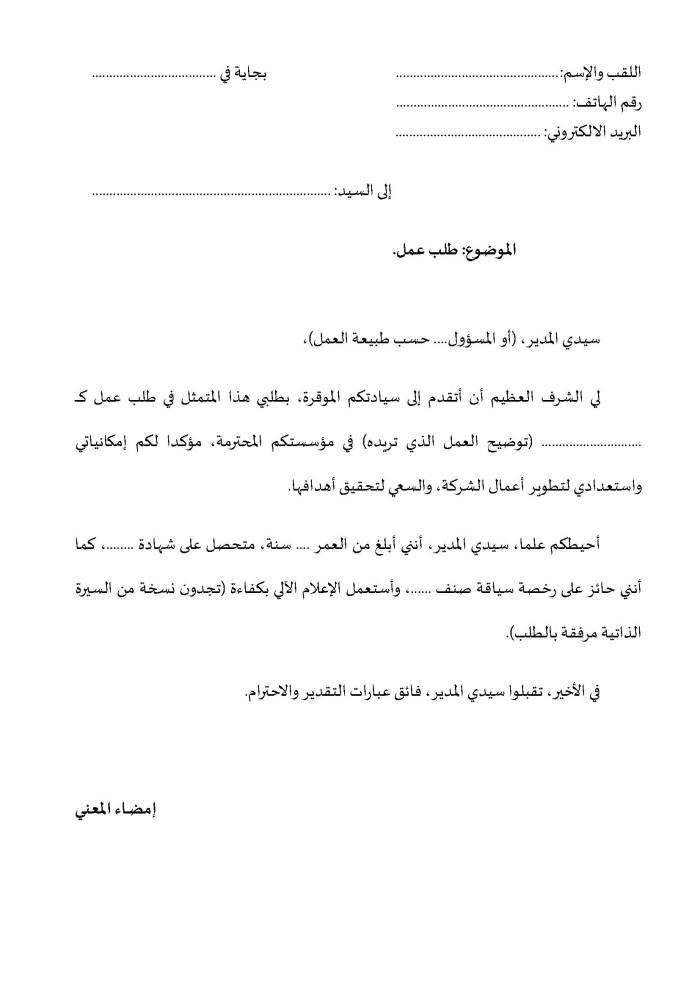 اللقب والإسم:............................................... بجاية في ....................................
رقم الهاتف: ..................................................
البريد الالكتروني: ..........................................
إلى السيد: .....................................................................
الموضوع: طلب عمل.
سيدي المدير، (أو المسؤول.... حسب طبيعة العمل)،
لي الشرف العظيم أن أتقدم إلى سيادتكم الموقرة، بطلبي هذا المتمثل في طلب عمل كـ
............................. (توضيح العمل الذي تريده) في مؤسستكم المحترمة، مؤكدا لكم إمكانياتي
واستعدادي لتطوير أعمال الشركة، والسعي لتحقيق أهدافها.
أحيطكم علما، سيدي المدير، أنني أبلغ من العمر .... سنة، متحصل على شهادة ........، كما
أنني حائز على رخصة سياقة صنف ......، وأستعمل الإعلام الآلي بكفاءة (تجدون نسخة من السيرة
الذاتية مرفقة بالطلب).
في الأخير، تقبلوا سيدي المدير، فائق عبارات التقدير والاحترام.
إمضاء المعني